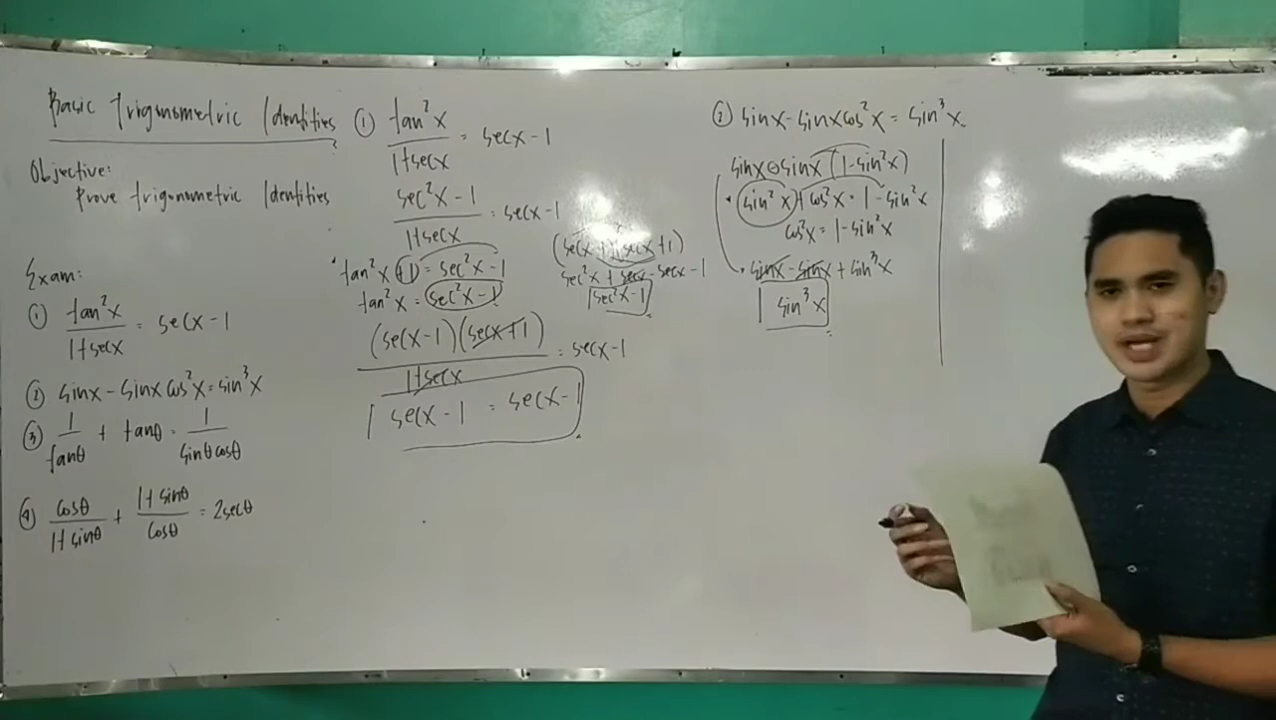 Basic Trigonometric Identities
Objective:
Prove trigonometric Identities
Exam:
① tan²x / 1+secx = secx - 1
② sinx - sinx cos²x = sin³x
③ 1/tanθ + tanθ = 1/sinθcosθ
④ cosθ/1+sinθ + 1+sinθ/cosθ = 2secθ
① tan²x / 1+secx = secx - 1
sec²x - 1 / 1+secx = secx - 1
tan²x + 1 = sec²x - 1
tan²x = sec²x - 1
(secx - 1)(secx + 1) / 1+secx = secx - 1
secx - 1 = secx - 1
(secx - 1)(secx + 1)
sec²x + secx - secx - 1
sec²x - 1
② sinx - sinxcos²x = sin³x
sinx - sinx (1 - sin²x)
sin²x + cos²x = 1 - sin²x
cos²x = 1 - sin²x
sinx - sinx + sin³x
sin³x